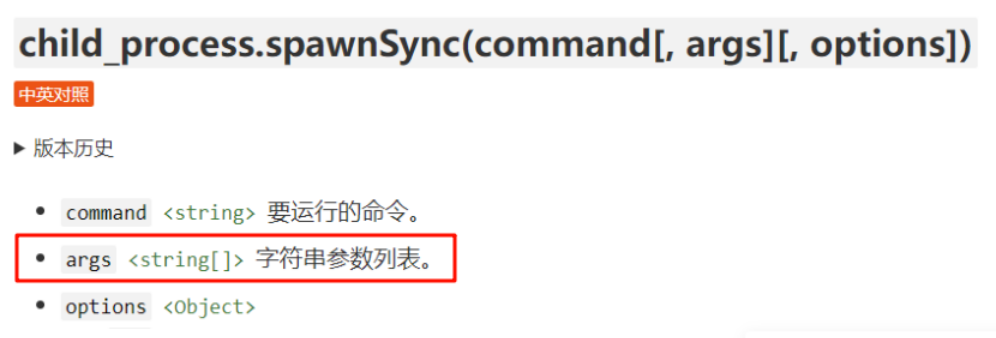 child_process.spawnSync(command[, args][, options])
中英对照
▶ 版本历史
• command <string> 要运行的命令。
• args <string[]> 字符串参数列表。
• options <Object>